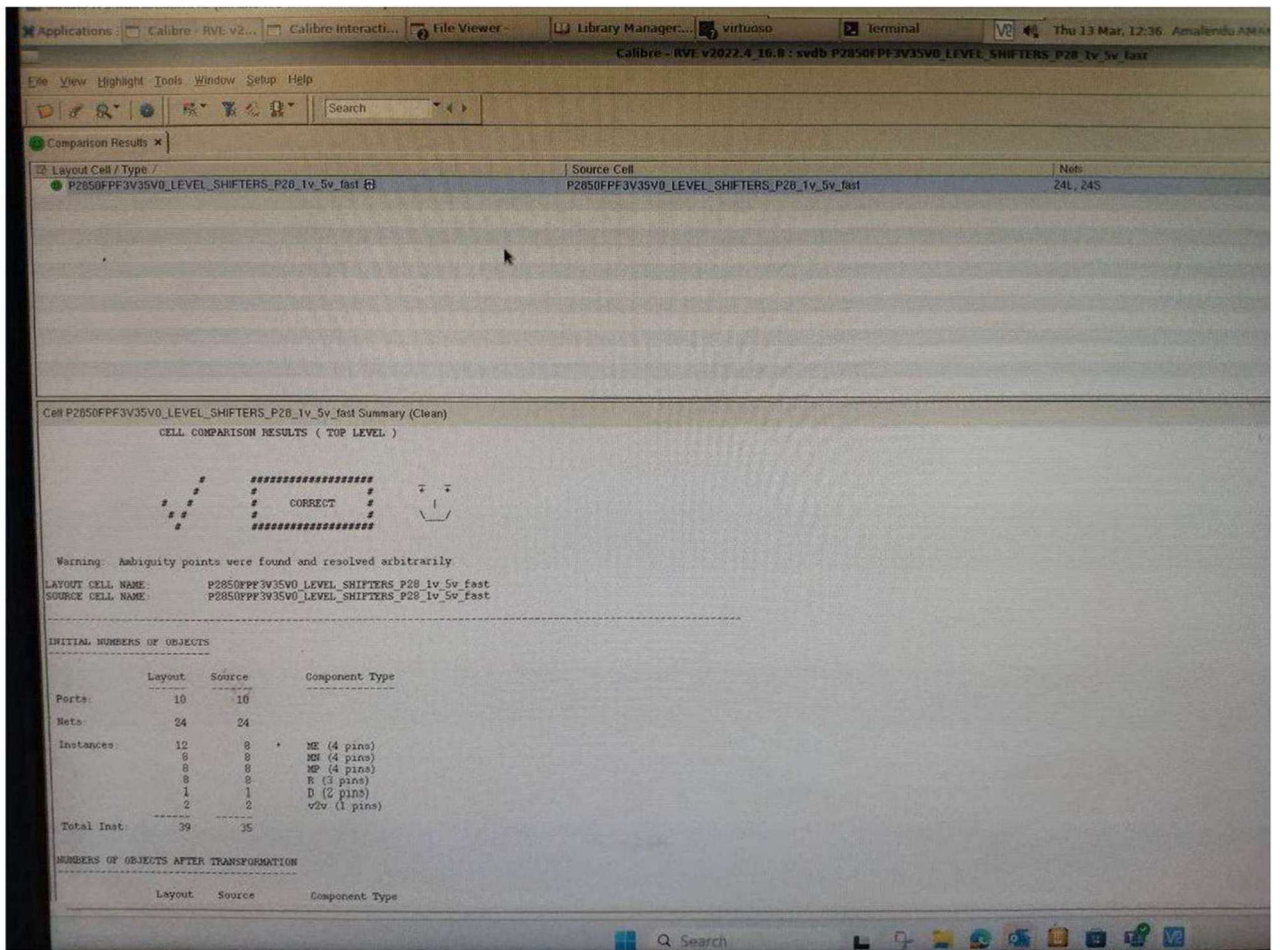 Applications : Calibre - RVE v2... Calibre Interacti... File Viewer - Library Manager:... virtuoso Terminal V2 Thu 13 Mar, 12:36 Amalendu
Calibre - RVE v2022.4_16.8 : svdb P2850FPF3V35V0_LEVEL_SHIFTERS_P28_1v_5v_fast
File View Highlight Tools Window Setup Help
Search
Comparison Results ×
Layout Cell / Type / Source Cell Nets
P2850FPF3V35V0_LEVEL_SHIFTERS_P28_1v_5v_fast P2850FPF3V35V0_LEVEL_SHIFTERS_P28_1v_5v_fast 24L, 24S
Cell P2850FPF3V35V0_LEVEL_SHIFTERS_P28_1v_5v_fast Summary (Clean)
CELL COMPARISON RESULTS ( TOP LEVEL )
# ###################
# # #
# # # CORRECT #
# # # #
# ###################
Warning: Ambiguity points were found and resolved arbitrarily
LAYOUT CELL NAME: P2850FPF3V35V0_LEVEL_SHIFTERS_P28_1v_5v_fast
SOURCE CELL NAME: P2850FPF3V35V0_LEVEL_SHIFTERS_P28_1v_5v_fast
INITIAL NUMBERS OF OBJECTS
Layout Source Component Type
Ports: 10 10
Nets: 24 24
Instances: 12 8 * ME (4 pins)
8 8 MN (4 pins)
8 8 MP (4 pins)
8 8 R (3 pins)
1 1 D (2 pins)
2 2 v2v (1 pins)
Total Inst: 39 35
NUMBERS OF OBJECTS AFTER TRANSFORMATION
Layout Source Component Type
Search